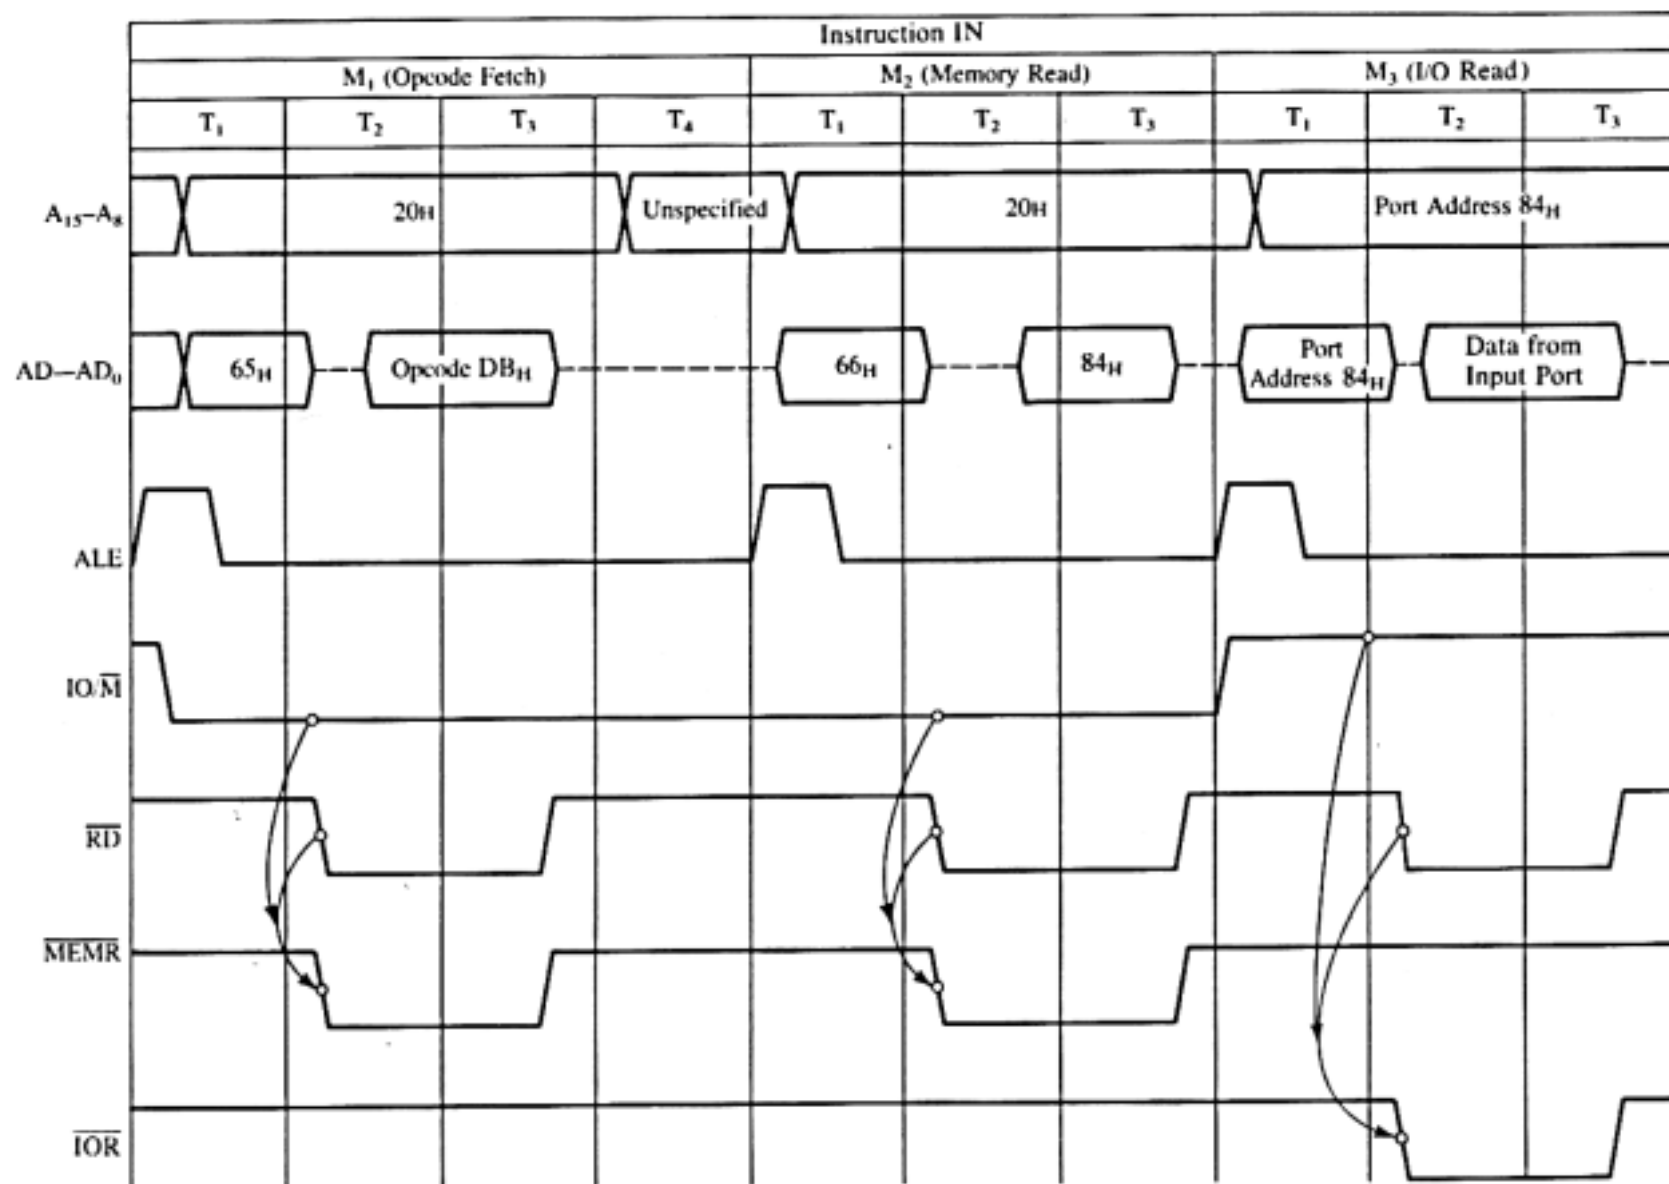 Instruction IN
M₁ (Opcode Fetch) M₂ (Memory Read) M₃ (I/O Read)
T₁ T₂ T₃ T₄ T₁ T₂ T₃ T₁ T₂ T₃
A₁₅–A₈ 20H Unspecified 20H Port Address 84H
AD–AD₀ 65H Opcode DBH 66H 84H Port Address 84H Data from Input Port
ALE
IO/M̅
R̅D̅
M̅E̅M̅R̅
I̅O̅R̅